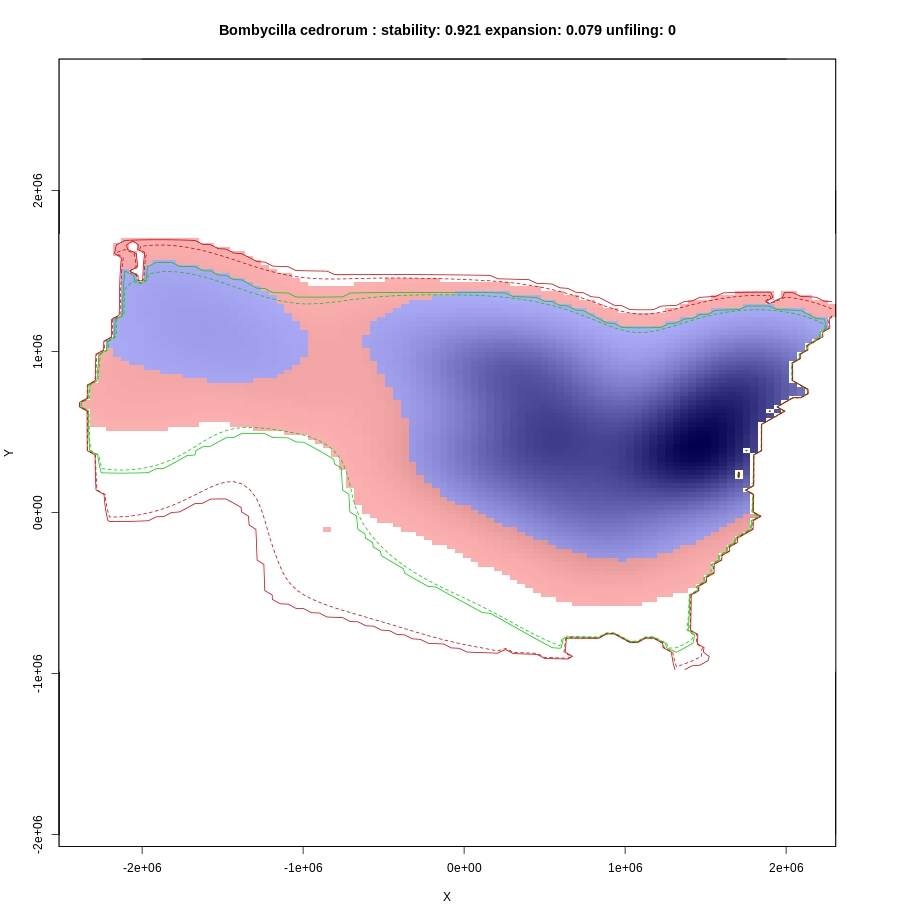 Bombycilla cedrorum : stability: 0.921 expansion: 0.079 unfiling: 0
2e+06
1e+06
0e+00
-1e+06
-2e+06
Y
-2e+06 -1e+06 0e+00 1e+06 2e+06
X